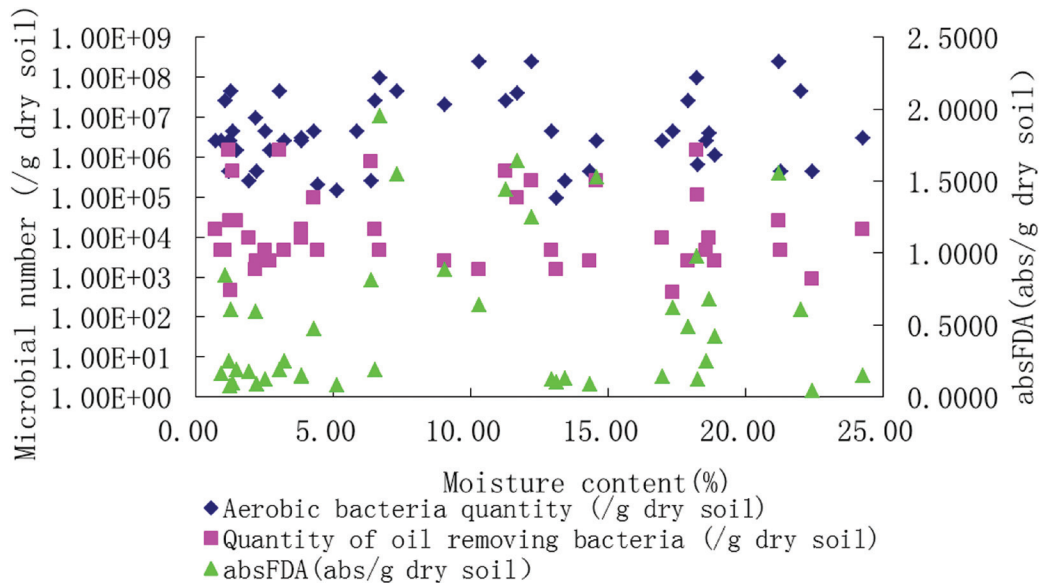 Microbial number (/g dry soil)
1.00E+09
1.00E+08
1.00E+07
1.00E+06
1.00E+05
1.00E+04
1.00E+03
1.00E+02
1.00E+01
1.00E+00
2.5000
2.0000
1.5000
1.0000
0.5000
0.0000
absFDA(abs/g dry soil)
0.00
5.00
10.00
15.00
20.00
25.00
Moisture content(%)
Aerobic bacteria quantity (/g dry soil)
Quantity of oil removing bacteria (/g dry soil)
absFDA(abs/g dry soil)